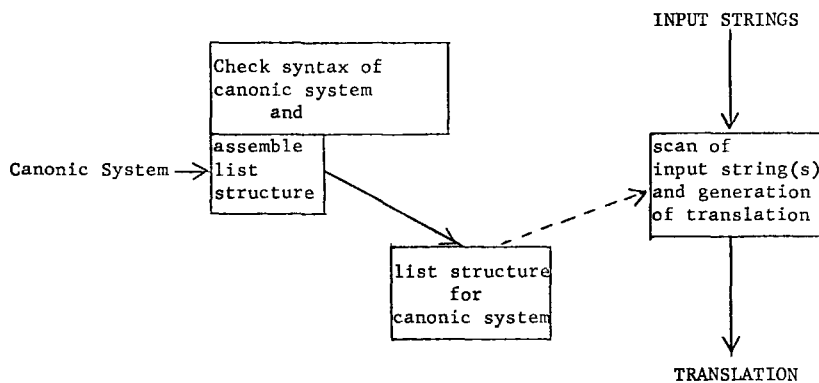 INPUT STRINGS
Check syntax of
canonic system
and
assemble
list
structure
Canonic System
scan of
input string(s)
and generation
of translation
list structure
for
canonic system
TRANSLATION